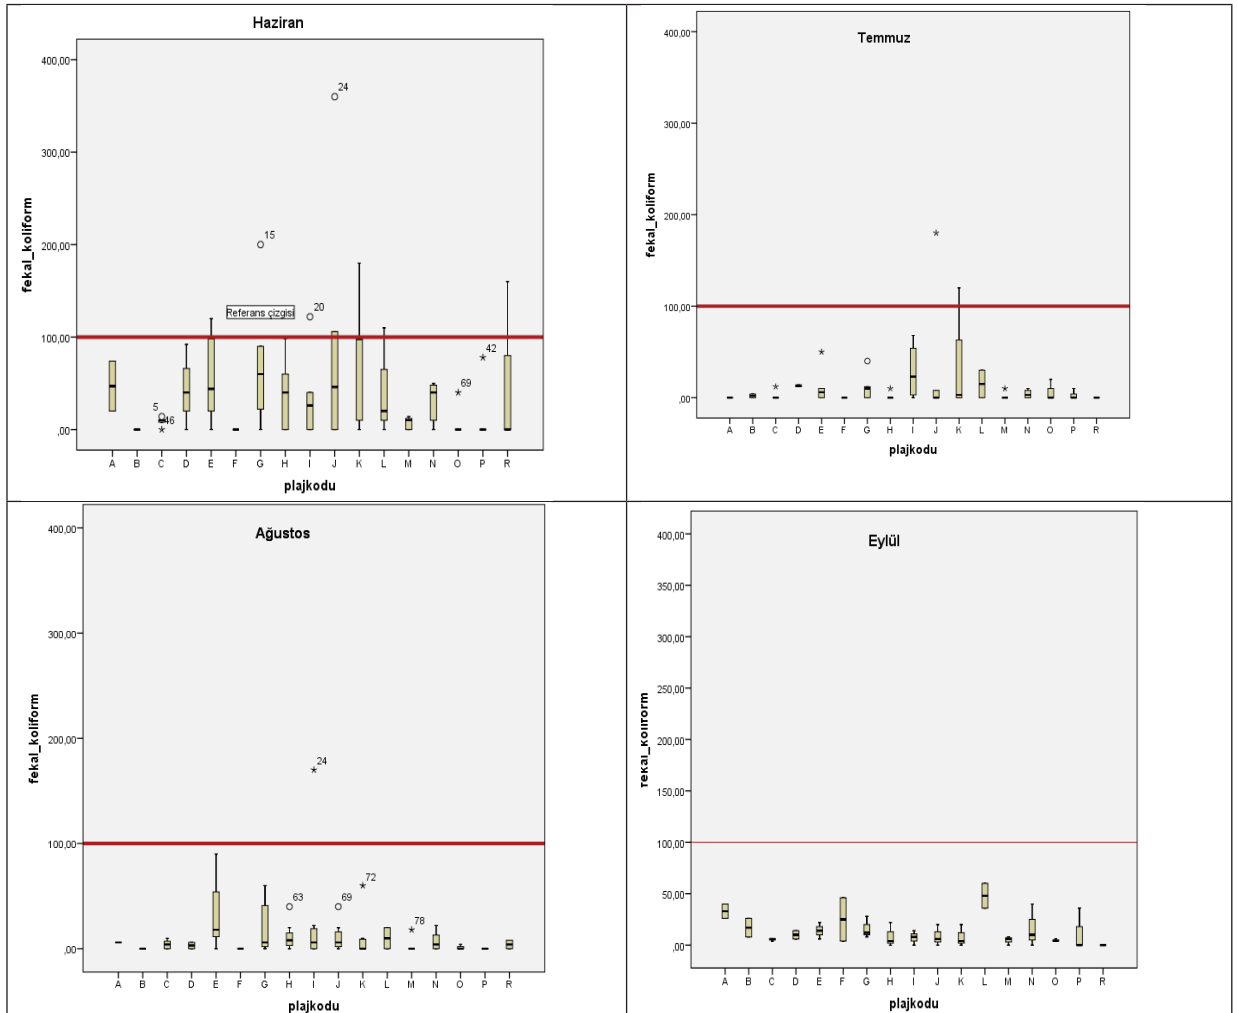 Haziran
400,00
300,00
200,00
100,00
,00
fekal_koliform
24
15
20
Referans çizgisi
42
69
5
46
A B C D E F G H I J K L M N O P R
plajkodu
Temmuz
400,00
300,00
200,00
100,00
,00
fekal_koliform
A B C D E F G H I J K L M N O P R
plajkodu
Ağustos
400,00
300,00
200,00
100,00
,00
fekal_koliform
24
72
63
69
78
A B C D E F G H I J K L M N O P R
plajkodu
Eylül
400,00
350,00
300,00
250,00
200,00
150,00
100,00
50,00
,00
fekal_koliform
A B C D E F G H I J K L M N O P R
plajkodu